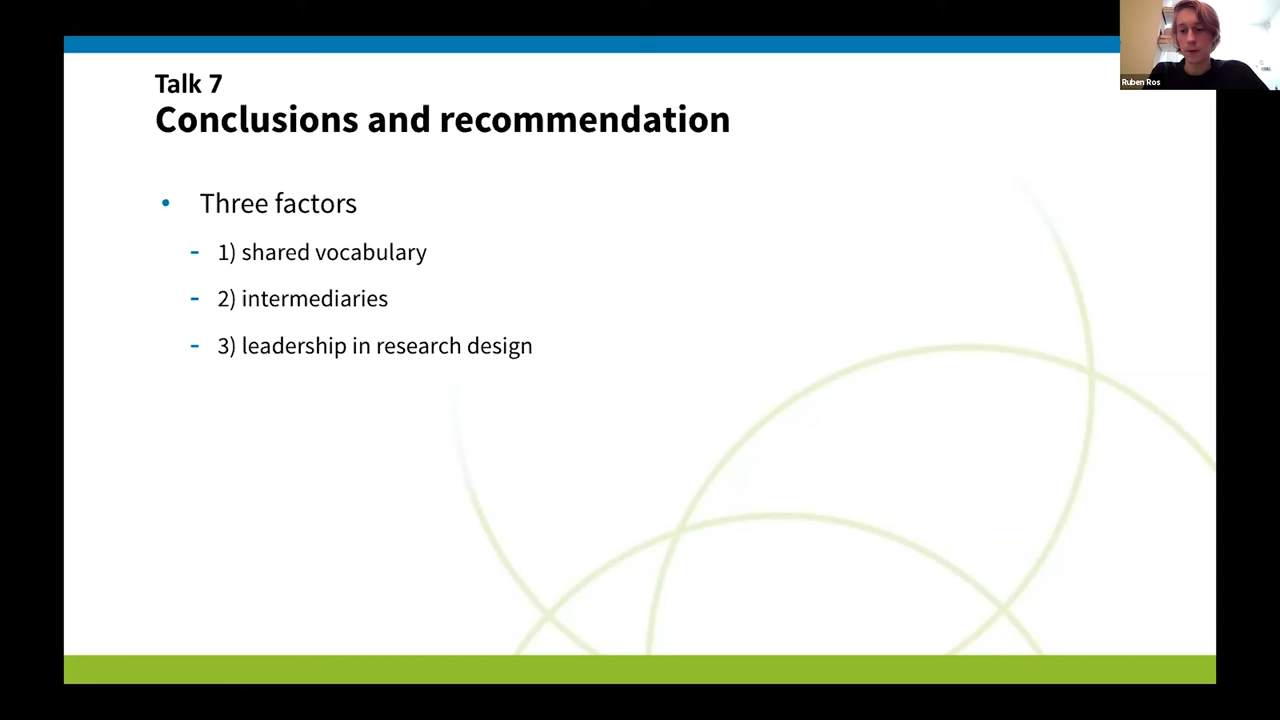 Talk 7
Conclusions and recommendation
• Three factors
- 1) shared vocabulary
- 2) intermediaries
- 3) leadership in research design
Ruben Ros